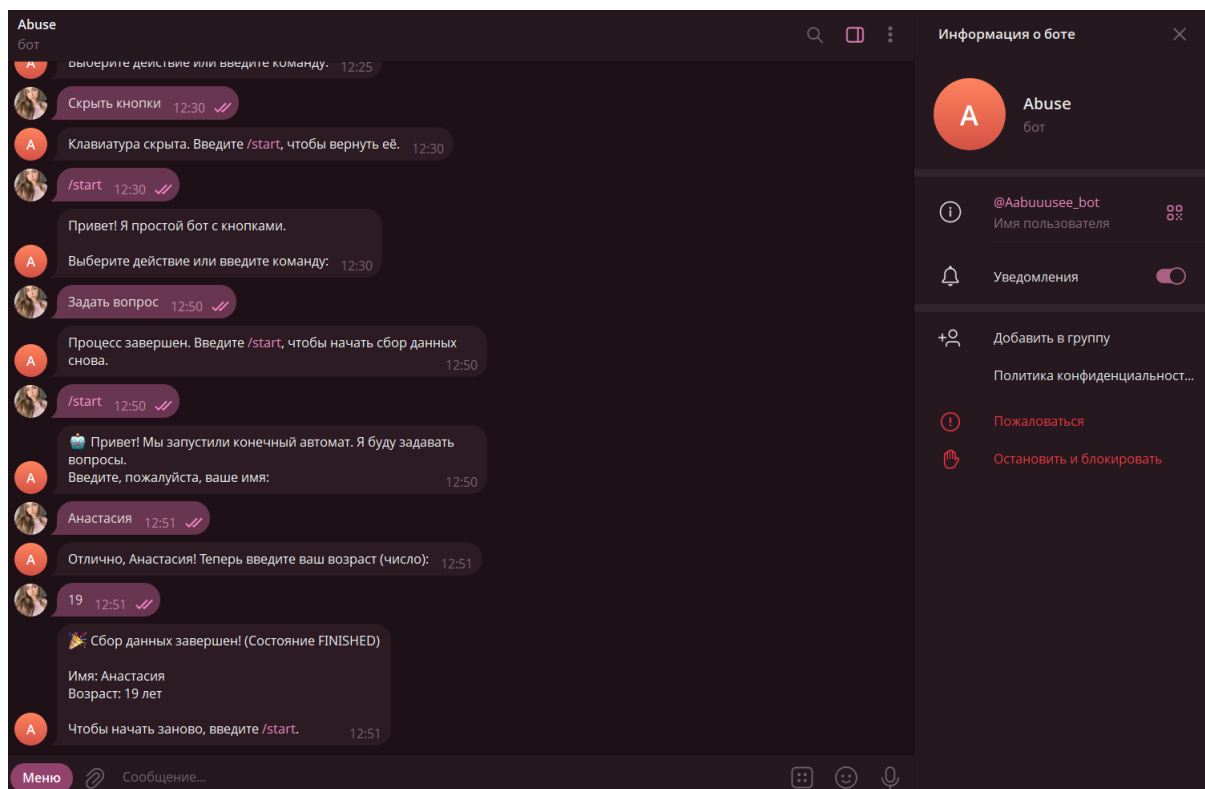 Abuse
бот
Выберите действие или введите команду. 12:25
Скрыть кнопки 12:30
A Клавиатура скрыта. Введите /start, чтобы вернуть её. 12:30
/start 12:30
Привет! Я простой бот с кнопками.
A Выберите действие или введите команду: 12:30
Задать вопрос 12:50
Процесс завершен. Введите /start, чтобы начать сбор данных
A снова. 12:50
/start 12:50
🤖 Привет! Мы запустили конечный автомат. Я буду задавать
вопросы.
A Введите, пожалуйста, ваше имя: 12:50
Анастасия 12:51
A Отлично, Анастасия! Теперь введите ваш возраст (число): 12:51
19 12:51
🎉 Сбор данных завершен! (Состояние FINISHED)
Имя: Анастасия
Возраст: 19 лет
A Чтобы начать заново, введите /start. 12:51
Меню Сообщение...
Информация о боте
A
Abuse
бот
@Aabuuusee_bot
Имя пользователя
Уведомления
Добавить в группу
Политика конфиденциальност...
Пожаловаться
Остановить и блокировать